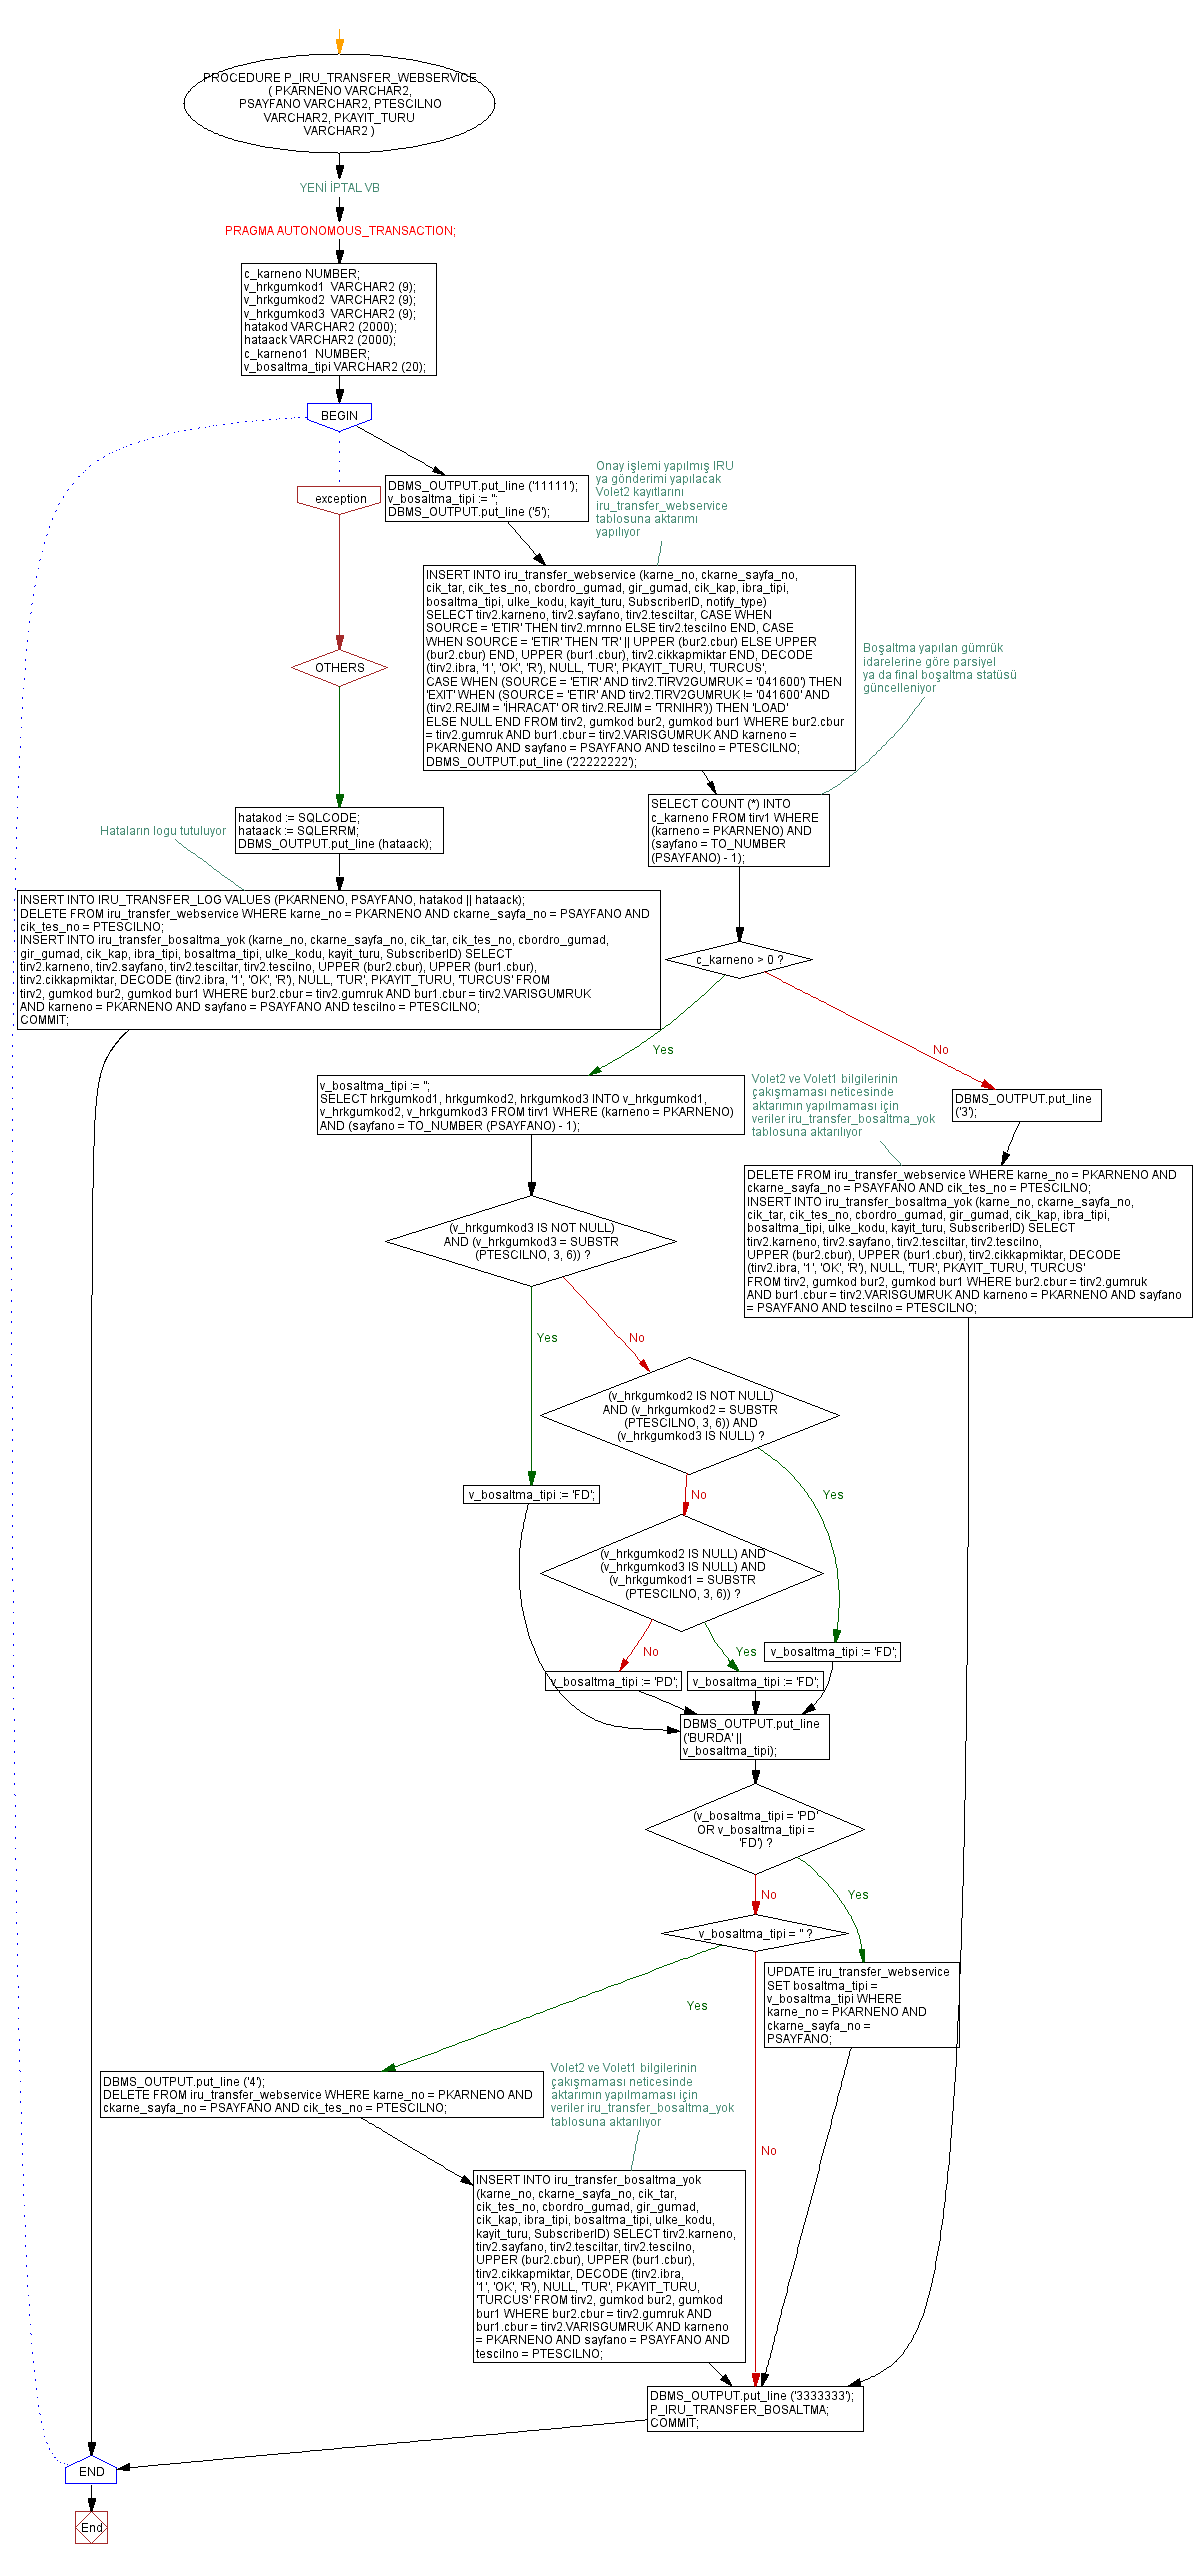 PROCEDURE P_IRU_TRANSFER_WEBSERVICE
( PKARNENO VARCHAR2,
PSAYFANO VARCHAR2, PTESCILNO
VARCHAR2, PKAYIT_TURU
VARCHAR2 )
YENİ İPTAL VB
PRAGMA AUTONOMOUS_TRANSACTION;
c_karneno NUMBER;
v_hrkgumkod1  VARCHAR2 (9);
v_hrkgumkod2  VARCHAR2 (9);
v_hrkgumkod3  VARCHAR2 (9);
hatakod VARCHAR2 (2000);
hataack VARCHAR2 (2000);
c_karneno1  NUMBER;
v_bosaltma_tipi VARCHAR2 (20);
BEGIN
exception
DBMS_OUTPUT.put_line ('11111');
v_bosaltma_tipi := '';
DBMS_OUTPUT.put_line ('5');
Onay işlemi yapılmış IRU
ya gönderimi yapılacak
Volet2 kayıtlarını
iru_transfer_webservice
tablosuna aktarımı
yapılıyor
INSERT INTO iru_transfer_webservice (karne_no, ckarne_sayfa_no,
cik_tar, cik_tes_no, cbordro_gumad, gir_gumad, cik_kap, ibra_tipi,
bosaltma_tipi, ulke_kodu, kayit_turu, SubscriberID, notify_type)
SELECT tirv2.karneno, tirv2.sayfano, tirv2.tesciltar, CASE WHEN
SOURCE = 'ETIR' THEN tirv2.mrnno ELSE tirv2.tescilno END, CASE
WHEN SOURCE = 'ETIR' THEN 'TR' || UPPER (bur2.cbur) ELSE UPPER
(bur2.cbur) END, UPPER (bur1.cbur), tirv2.cikkapmiktar END, DECODE
(tirv2.ibra, '1', 'OK', 'R'), NULL, 'TUR', PKAYIT_TURU, 'TURCUS',
CASE WHEN (SOURCE = 'ETIR' AND tirv2.TIRV2GUMRUK = '041600') THEN
'EXIT' WHEN (SOURCE = 'ETIR' AND tirv2.TIRV2GUMRUK != '041600' AND
(tirv2.REJIM = 'IHRACAT' OR tirv2.REJIM = 'TRNIHR')) THEN 'LOAD'
ELSE NULL END FROM tirv2, gumkod bur2, gumkod bur1 WHERE bur2.cbur
= tirv2.gumruk AND bur1.cbur = tirv2.VARISGUMRUK AND karneno =
PKARNENO AND sayfano = PSAYFANO AND tescilno = PTESCILNO;
DBMS_OUTPUT.put_line ('22222222');
OTHERS
Boşaltma yapılan gümrük
idarelerine göre parsiyel
ya da final boşaltma statüsü
güncelleniyor
SELECT COUNT (*) INTO
c_karneno FROM tirv1 WHERE
(karneno = PKARNENO) AND
(sayfano = TO_NUMBER
(PSAYFANO) - 1);
hatakod := SQLCODE;
hataack := SQLERRM;
DBMS_OUTPUT.put_line (hataack);
Hataların logu tutuluyor
INSERT INTO IRU_TRANSFER_LOG VALUES (PKARNENO, PSAYFANO, hatakod || hataack);
DELETE FROM iru_transfer_webservice WHERE karne_no = PKARNENO AND ckarne_sayfa_no = PSAYFANO AND
cik_tes_no = PTESCILNO;
INSERT INTO iru_transfer_bosaltma_yok (karne_no, ckarne_sayfa_no, cik_tar, cik_tes_no, cbordro_gumad,
gir_gumad, cik_kap, ibra_tipi, bosaltma_tipi, ulke_kodu, kayit_turu, SubscriberID) SELECT
tirv2.karneno, tirv2.sayfano, tirv2.tesciltar, tirv2.tescilno, UPPER (bur2.cbur), UPPER (bur1.cbur),
tirv2.cikkapmiktar, DECODE (tirv2.ibra, '1', 'OK', 'R'), NULL, 'TUR', PKAYIT_TURU, 'TURCUS' FROM
tirv2, gumkod bur2, gumkod bur1 WHERE bur2.cbur = tirv2.gumruk AND bur1.cbur = tirv2.VARISGUMRUK
AND karneno = PKARNENO AND sayfano = PSAYFANO AND tescilno = PTESCILNO;
COMMIT;
c_karneno > 0 ?
Yes
No
v_bosaltma_tipi := '';
SELECT hrkgumkod1, hrkgumkod2, hrkgumkod3 INTO v_hrkgumkod1,
v_hrkgumkod2, v_hrkgumkod3 FROM tirv1 WHERE (karneno = PKARNENO)
AND (sayfano = TO_NUMBER (PSAYFANO) - 1);
Volet2 ve Volet1 bilgilerinin
çakışmaması neticesinde
aktarımın yapılmaması için
veriler iru_transfer_bosaltma_yok
tablosuna aktarılıyor
DBMS_OUTPUT.put_line
('3');
DELETE FROM iru_transfer_webservice WHERE karne_no = PKARNENO AND
ckarne_sayfa_no = PSAYFANO AND cik_tes_no = PTESCILNO;
INSERT INTO iru_transfer_bosaltma_yok (karne_no, ckarne_sayfa_no,
cik_tar, cik_tes_no, cbordro_gumad, gir_gumad, cik_kap, ibra_tipi,
bosaltma_tipi, ulke_kodu, kayit_turu, SubscriberID) SELECT
tirv2.karneno, tirv2.sayfano, tirv2.tesciltar, tirv2.tescilno,
UPPER (bur2.cbur), UPPER (bur1.cbur), tirv2.cikkapmiktar, DECODE
(tirv2.ibra, '1', 'OK', 'R'), NULL, 'TUR', PKAYIT_TURU, 'TURCUS'
FROM tirv2, gumkod bur2, gumkod bur1 WHERE bur2.cbur = tirv2.gumruk
AND bur1.cbur = tirv2.VARISGUMRUK AND karneno = PKARNENO AND sayfano
= PSAYFANO AND tescilno = PTESCILNO;
(v_hrkgumkod3 IS NOT NULL)
AND (v_hrkgumkod3 = SUBSTR
(PTESCILNO, 3, 6)) ?
Yes
No
(v_hrkgumkod2 IS NOT NULL)
AND (v_hrkgumkod2 = SUBSTR
(PTESCILNO, 3, 6)) AND
(v_hrkgumkod3 IS NULL) ?
v_bosaltma_tipi := 'FD';
No
Yes
(v_hrkgumkod2 IS NULL) AND
(v_hrkgumkod3 IS NULL) AND
(v_hrkgumkod1 = SUBSTR
(PTESCILNO, 3, 6)) ?
No
Yes
v_bosaltma_tipi := 'FD';
v_bosaltma_tipi := 'PD';
v_bosaltma_tipi := 'FD';
DBMS_OUTPUT.put_line
('BURDA' ||
v_bosaltma_tipi);
(v_bosaltma_tipi = 'PD'
OR v_bosaltma_tipi =
'FD') ?
No
Yes
v_bosaltma_tipi = '' ?
UPDATE iru_transfer_webservice
SET bosaltma_tipi =
v_bosaltma_tipi WHERE
karne_no = PKARNENO AND
ckarne_sayfa_no =
PSAYFANO;
Yes
DBMS_OUTPUT.put_line ('4');
DELETE FROM iru_transfer_webservice WHERE karne_no = PKARNENO AND
ckarne_sayfa_no = PSAYFANO AND cik_tes_no = PTESCILNO;
Volet2 ve Volet1 bilgilerinin
çakışmaması neticesinde
aktarımın yapılmaması için
veriler iru_transfer_bosaltma_yok
tablosuna aktarılıyor
No
INSERT INTO iru_transfer_bosaltma_yok
(karne_no, ckarne_sayfa_no, cik_tar,
cik_tes_no, cbordro_gumad, gir_gumad,
cik_kap, ibra_tipi, bosaltma_tipi, ulke_kodu,
kayit_turu, SubscriberID) SELECT tirv2.karneno,
tirv2.sayfano, tirv2.tesciltar, tirv2.tescilno,
UPPER (bur2.cbur), UPPER (bur1.cbur),
tirv2.cikkapmiktar, DECODE (tirv2.ibra,
'1', 'OK', 'R'), NULL, 'TUR', PKAYIT_TURU,
'TURCUS' FROM tirv2, gumkod bur2, gumkod
bur1 WHERE bur2.cbur = tirv2.gumruk AND
bur1.cbur = tirv2.VARISGUMRUK AND karneno
= PKARNENO AND sayfano = PSAYFANO AND
tescilno = PTESCILNO;
DBMS_OUTPUT.put_line ('3333333');
P_IRU_TRANSFER_BOSALTMA;
COMMIT;
END
End